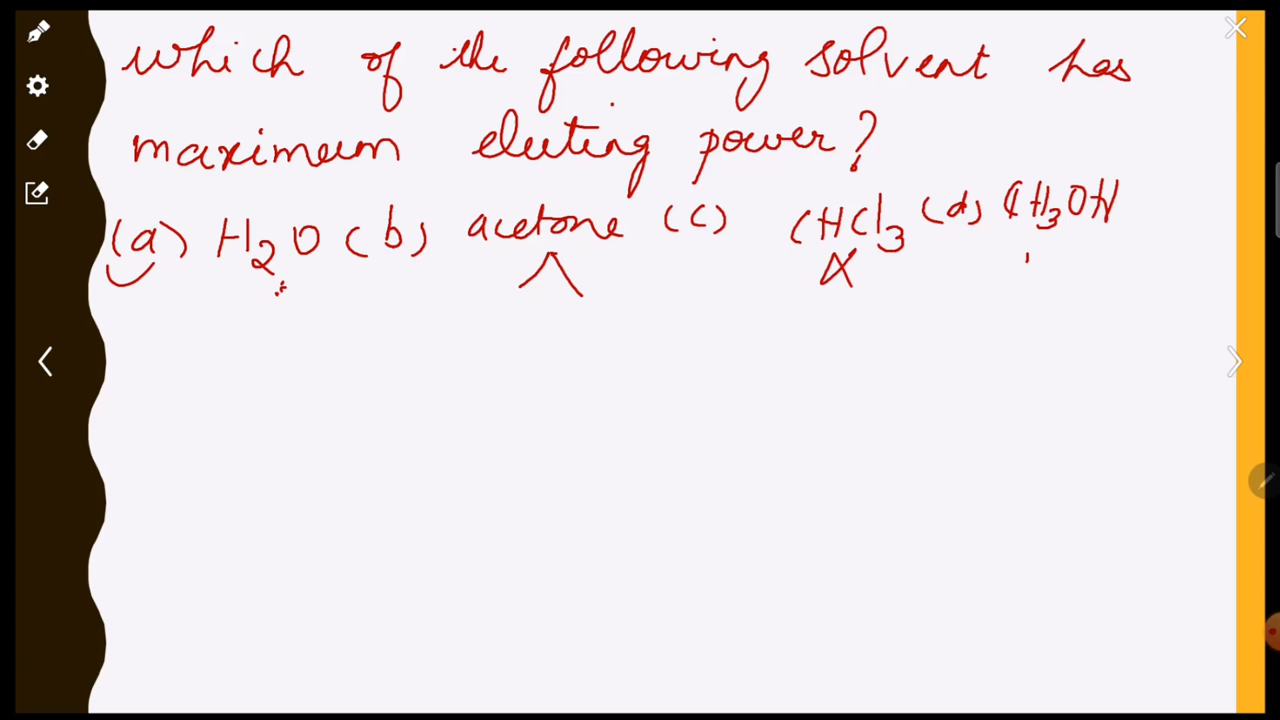 which of the following solvent has
maximum eluting power?
(a) H2O (b) acetone (c) CHCl3 (d) CH3OH